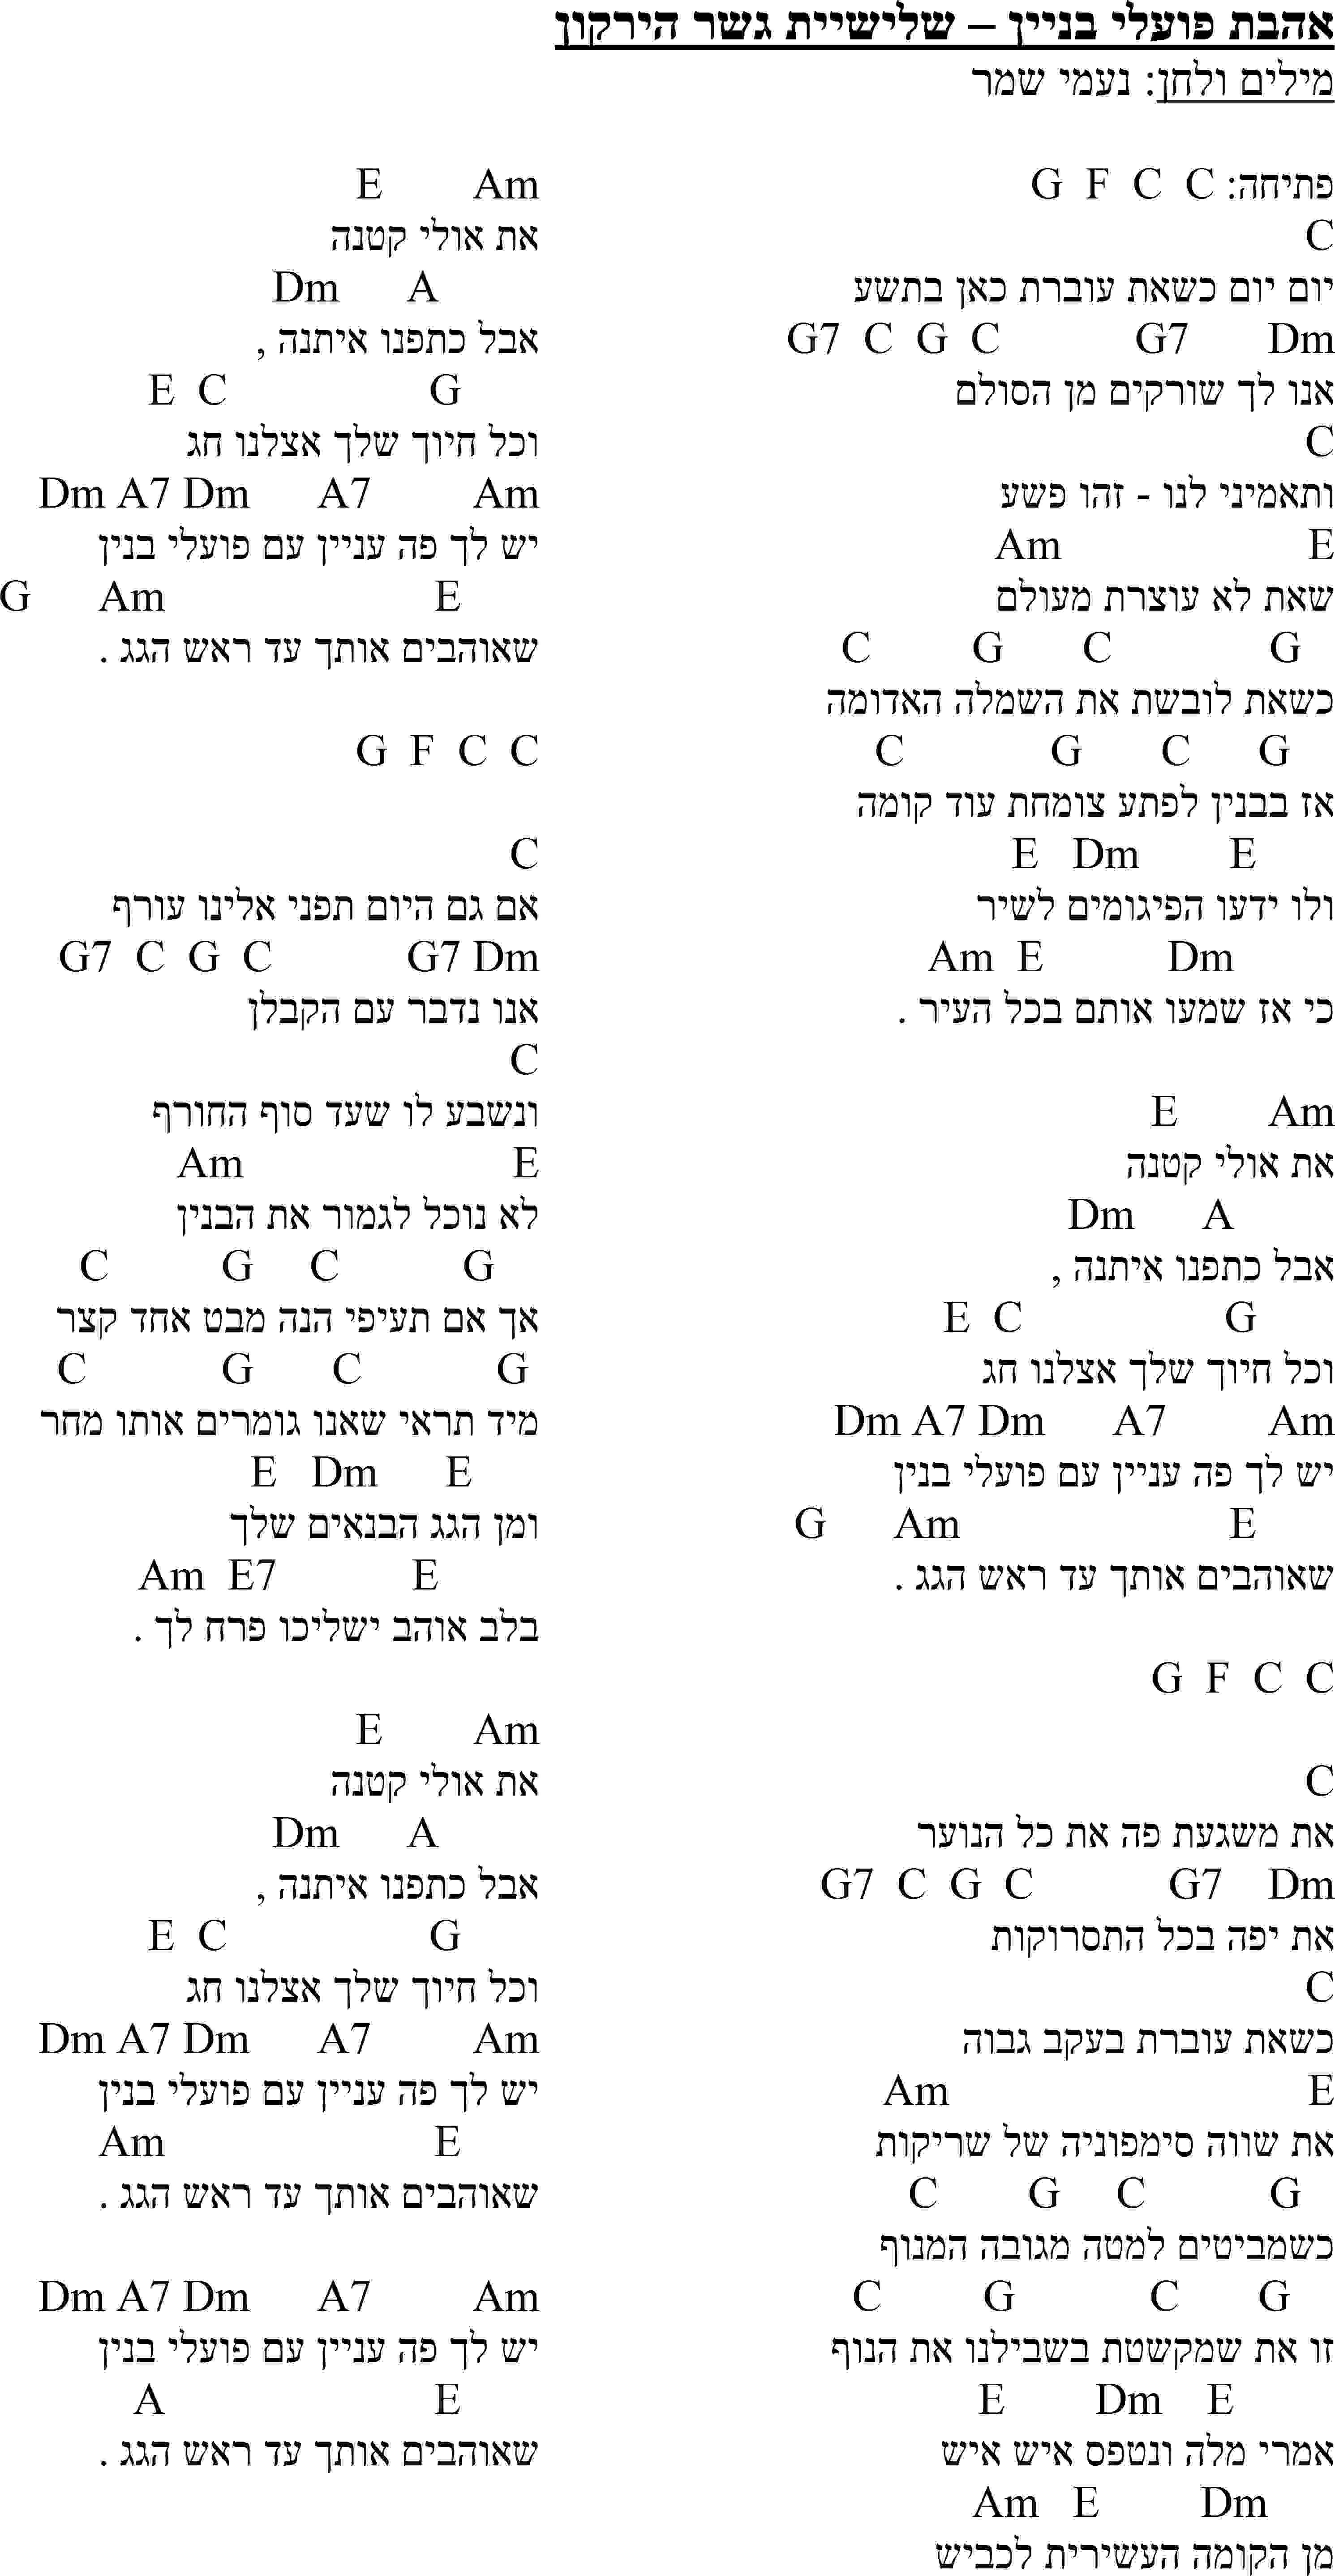 אהבת פועלי בניין – שלישיית גשר הירקון
מילים ולחן: נעמי שמר
פתיחה: G F C C
C
יום יום כשאת עוברת כאן בתשע
G7 C G C G7 Dm
אנו לך שורקים מן הסולם
C
ותאמיני לנו - זהו פשע
Am E
שאת לא עוצרת מעולם
C G C G
כשאת לובשת את השמלה האדומה
C G C G
אז בבנין לפתע צומחת עוד קומה
E Dm E
ולו ידעו הפיגומים לשיר
Am E Dm
כי אז שמעו אותם בכל העיר .
E Am
את אולי קטנה
Dm A
אבל כתפנו איתנה ,
E C G
וכל חיוך שלך אצלנו חג
Dm A7 Dm A7 Am
יש לך פה עניין עם פועלי בנין
G Am E
שאוהבים אותך עד ראש הגג .
G F C C
C
את משגעת פה את כל הנוער
G7 C G C G7 Dm
את יפה בכל התסרוקות
C
כשאת עוברת בעקב גבוה
Am E
את שווה סימפוניה של שריקות
C G C G
כשמביטים למטה מגובה המנוף
C G C G
זו את שמקשטת בשבילנו את הנוף
E Dm E
אמרי מלה ונטפס איש איש
Am E Dm
מן הקומה העשירית לכביש
E Am
את אולי קטנה
Dm A
אבל כתפנו איתנה ,
E C G
וכל חיוך שלך אצלנו חג
Dm A7 Dm A7 Am
יש לך פה עניין עם פועלי בנין
G Am E
שאוהבים אותך עד ראש הגג .
G F C C
C
אם גם היום תפני אלינו עורף
G7 C G C G7 Dm
אנו נדבר עם הקבלן
C
ונשבע לו שעד סוף החורף
Am E
לא נוכל לגמור את הבנין
C G C G
אך אם תעיפי הנה מבט אחד קצר
C G C G
מיד תראי שאנו גומרים אותו מחר
E Dm E
ומן הגג הבנאים שלך
Am E7 E
בלב אוהב ישליכו פרח לך .
E Am
את אולי קטנה
Dm A
אבל כתפנו איתנה ,
E C G
וכל חיוך שלך אצלנו חג
Dm A7 Dm A7 Am
יש לך פה עניין עם פועלי בנין
Am E
שאוהבים אותך עד ראש הגג .
Dm A7 Dm A7 Am
יש לך פה עניין עם פועלי בנין
A E
שאוהבים אותך עד ראש הגג .